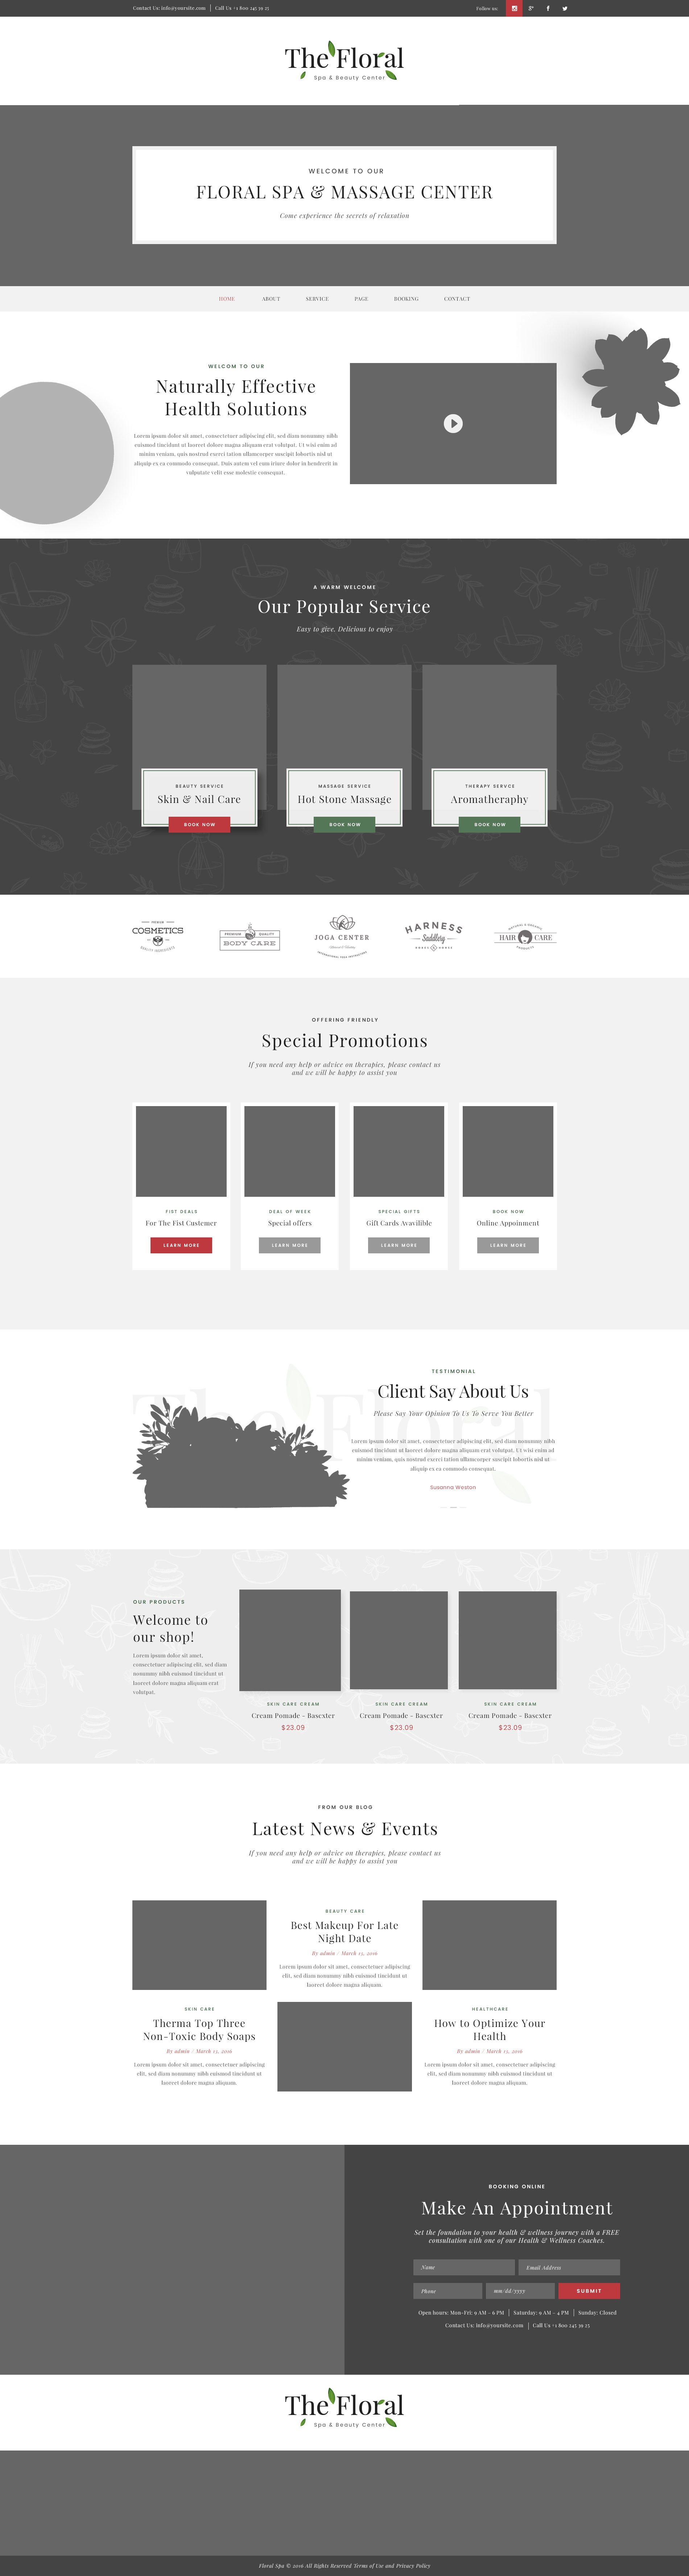 Contact Us: info@yoursite.com | Call Us +1 800 245 39 25
Follow us:
The Floral
Spa & Beauty Center
WELCOME TO OUR
FLORAL SPA & MASSAGE CENTER
Come experience the secrets of relaxation
HOME ABOUT SERVICE PAGE BOOKING CONTACT
WELCOM TO OUR
Naturally Effective
Health Solutions
Lorem ipsum dolor sit amet, consectetuer adipiscing elit, sed diam nonummy nibh
euismod tincidunt ut laoreet dolore magna aliquam erat volutpat. Ut wisi enim ad
minim veniam, quis nostrud exerci tation ullamcorper suscipit lobortis nisl ut
aliquip ex ea commodo consequat. Duis autem vel eum iriure dolor in hendrerit in
vulputate velit esse molestie consequat.
A WARM WELCOME
Our Popular Service
Easy to give, Delicious to enjoy
BEAUTY SERVICE
Skin & Nail Care
BOOK NOW
MASSAGE SERVICE
Hot Stone Massage
BOOK NOW
THERAPY SERVCE
Aromatheraphy
BOOK NOW
PREMIUM
COSMETICS
QUALITY INGREDIENTS
PREMIUM QUALITY
BODY CARE
JOGA CENTER
INTERNATIONAL YOGA INSTRUCTORS
HARNESS
Saddlery
HAIR CARE
PRODUCTS
OFFERING FRIENDLY
Special Promotions
If you need any help or advice on therapies, please contact us
and we will be happy to assist you
FIST DEALS
For The Fist Custemer
LEARN MORE
DEAL OF WEEK
Special offers
LEARN MORE
SPECIAL GIFTS
Gift Cards Avavilible
LEARN MORE
BOOK NOW
Online Appoinment
LEARN MORE
The Floral
TESTIMONIAL
Client Say About Us
Please Say Your Opinion To Us To Serve You Better
Lorem ipsum dolor sit amet, consectetuer adipiscing elit, sed diam nonummy nibh
euismod tincidunt ut laoreet dolore magna aliquam erat volutpat. Ut wisi enim ad
minim veniam, quis nostrud exerci tation ullamcorper suscipit lobortis nisl ut
aliquip ex ea commodo consequat.
Susanna Weston
OUR PRODUCTS
Welcome to
our shop!
Lorem ipsum dolor sit amet,
consectetuer adipiscing elit, sed diam
nonummy nibh euismod tincidunt ut
laoreet dolore magna aliquam erat
volutpat.
SKIN CARE CREAM
Cream Pomade - Bascxter
$23.09
SKIN CARE CREAM
Cream Pomade - Bascxter
$23.09
SKIN CARE CREAM
Cream Pomade - Bascxter
$23.09
FROM OUR BLOG
Latest News & Events
If you need any help or advice on therapies, please contact us
and we will be happy to assist you
BEAUTY CARE
Best Makeup For Late
Night Date
By admin / March 15, 2016
Lorem ipsum dolor sit amet, consectetuer adipiscing
elit, sed diam nonummy nibh euismod tincidunt ut
laoreet dolore magna aliquam.
SKIN CARE
Therma Top Three
Non-Toxic Body Soaps
By admin / March 15, 2016
Lorem ipsum dolor sit amet, consectetuer adipiscing
elit, sed diam nonummy nibh euismod tincidunt ut
laoreet dolore magna aliquam.
HEALTHCARE
How to Optimize Your
Health
By admin / March 15, 2016
Lorem ipsum dolor sit amet, consectetuer adipiscing
elit, sed diam nonummy nibh euismod tincidunt ut
laoreet dolore magna aliquam.
BOOKING ONLINE
Make An Appointment
Set the foundation to your health & wellness journey with a FREE
consultation with one of our Health & Wellness Coaches.
Name Email Address
Phone mm/dd/yyyy SUBMIT
Open hours: Mon-Fri: 9 AM - 6 PM | Saturday: 9 AM - 4 PM | Sunday: Closed
Contact Us: info@yoursite.com | Call Us +1 800 245 39 25
The Floral
Spa & Beauty Center
Floral Spa © 2016 All Rights Reserved Terms of Use and Privacy Policy